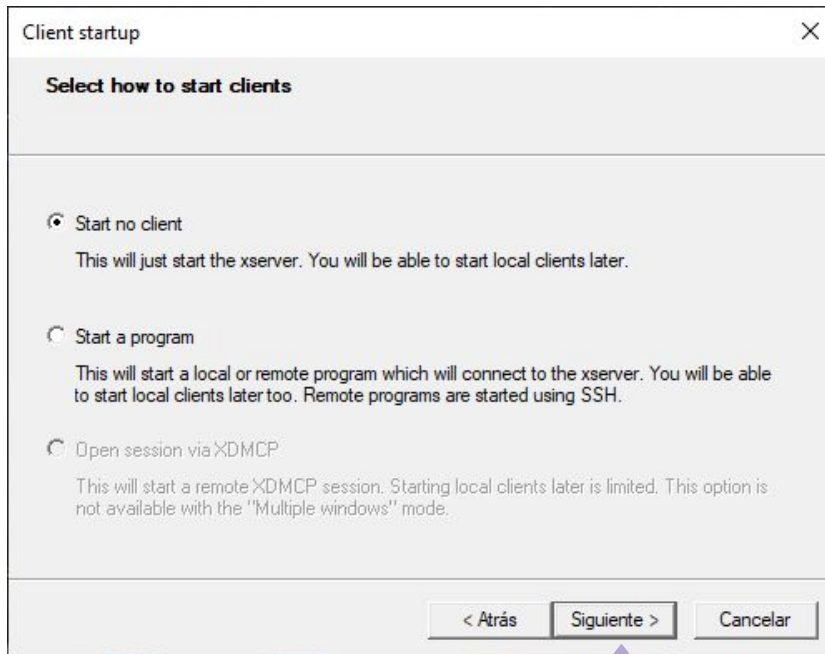 Client startup
Select how to start clients
Start no client
This will just start the xserver. You will be able to start local clients later.
Start a program
This will start a local or remote program which will connect to the xserver. You will be able
to start local clients later too. Remote programs are started using SSH.
Open session via XDMCP
This will start a remote XDMCP session. Starting local clients later is limited. This option is
not available with the "Multiple windows" mode.
< Atrás Siguiente > Cancelar